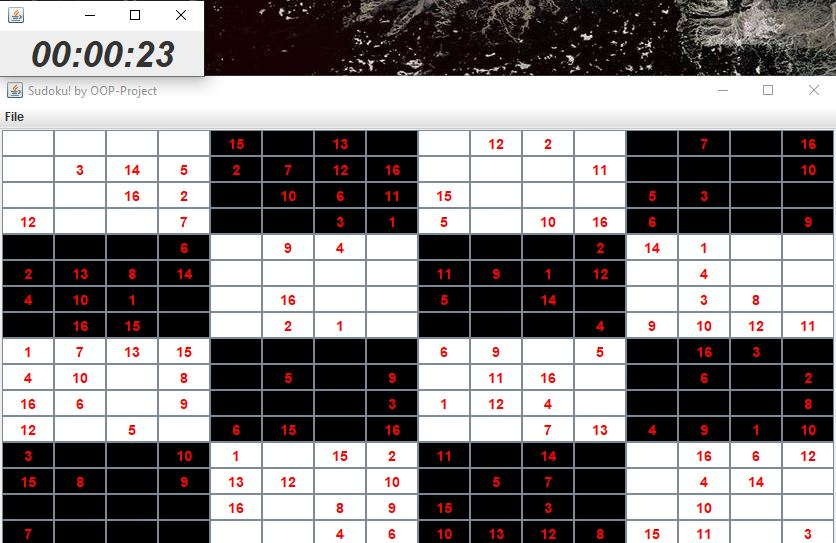 00:00:23
Sudoku! by OOP-Project
File
15 13 12 2 7 16
3 14 5 2 7 12 16 11 10
16 2 10 6 11 15 5 3
12 7 3 1 5 10 16 6 9
6 9 4 2 14 1
2 13 8 14 11 9 1 12 4
4 10 1 16 5 14 3 8
16 15 2 1 4 9 10 12 11
1 7 13 15 6 9 5 16 3
4 10 8 5 9 11 16 6 2
16 6 9 3 1 12 4 8
12 5 6 15 16 7 13 4 9 1 10
3 10 1 15 2 11 14 16 6 12
15 8 9 13 12 10 5 7 4 14
16 8 9 15 3 10
7 4 6 10 13 12 8 15 11 3